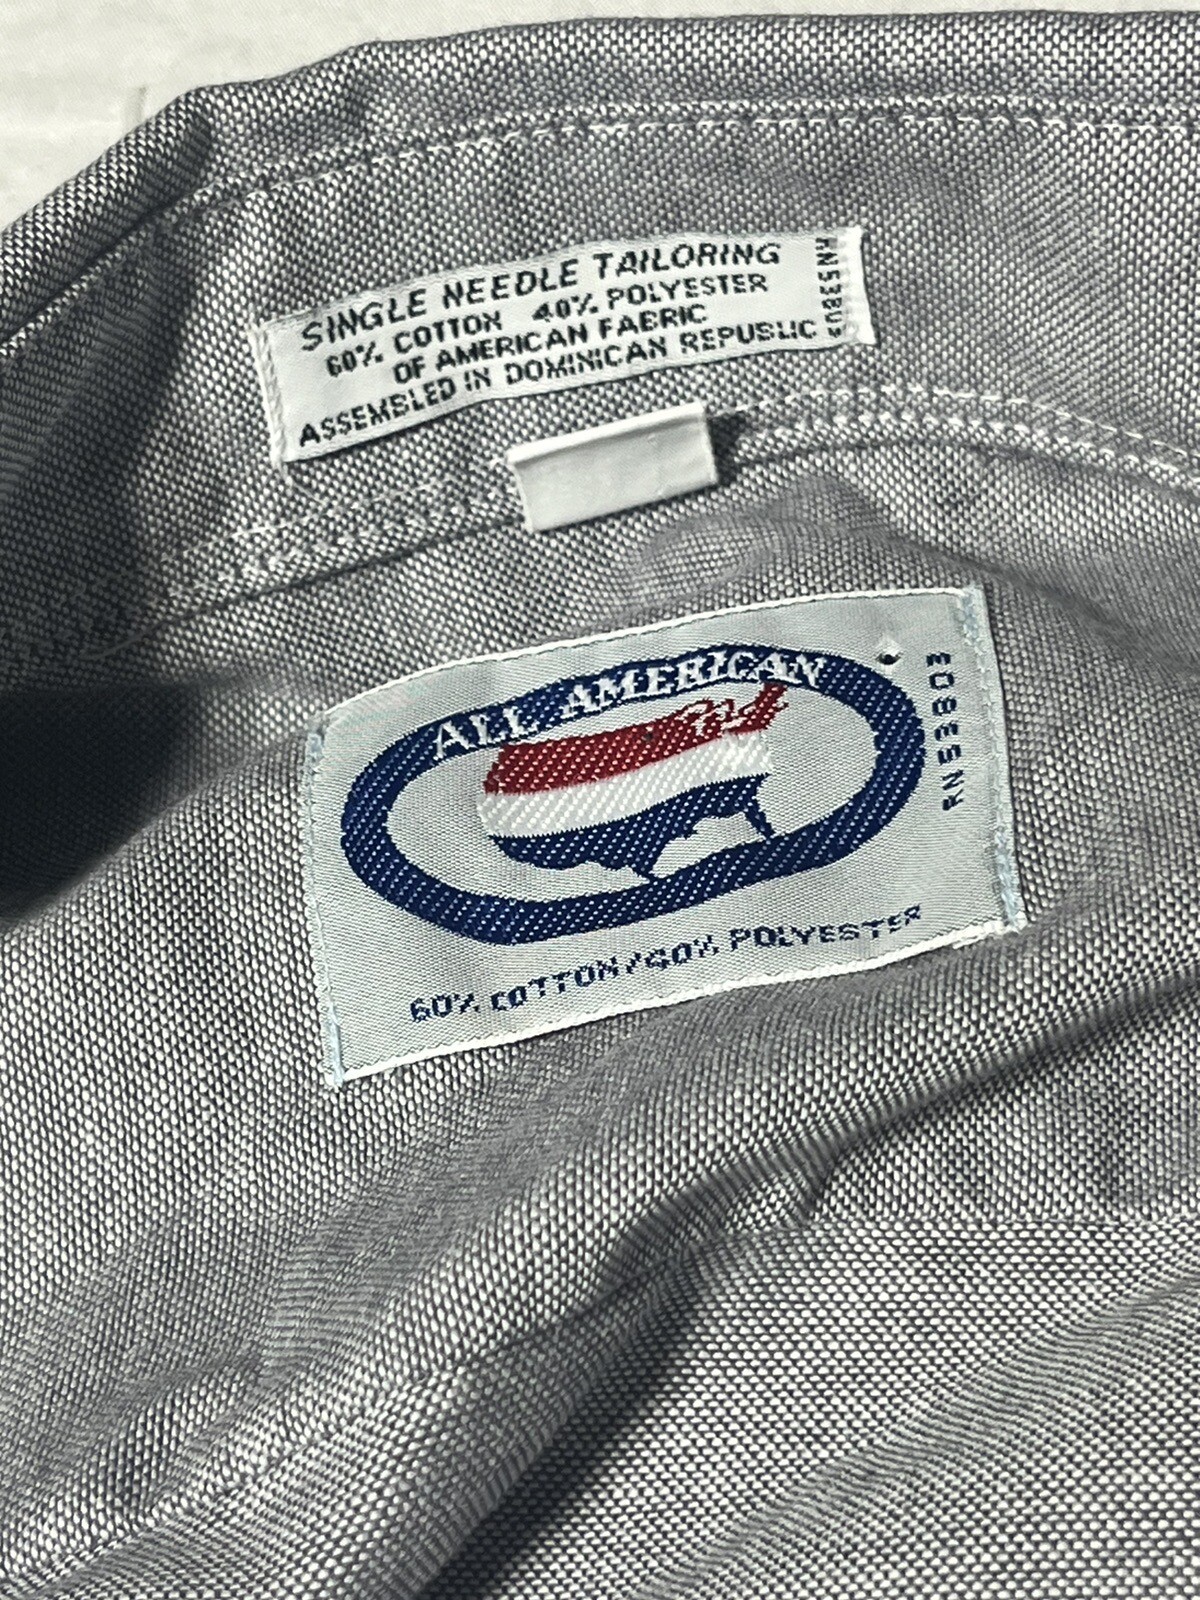 SINGLE NEEDLE TAILORING
60% COTTON 40% POLYESTER
OF AMERICAN FABRIC
ASSEMBLED IN DOMINICAN REPUBLIC
ALL AMERICAN
RN 53803
60% COTTON/40% POLYESTER